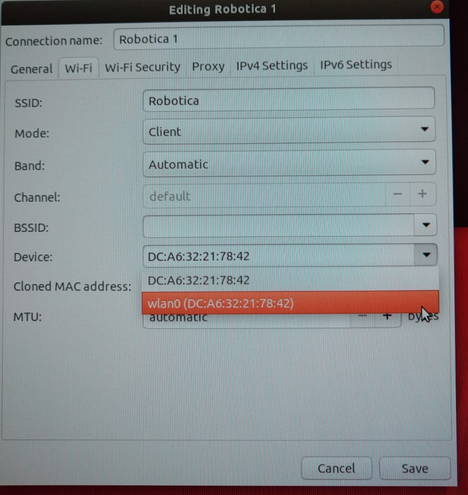 Editing Robotica 1
Connection name: Robotica 1
General Wi-Fi Wi-Fi Security Proxy IPv4 Settings IPv6 Settings
SSID: Robotica
Mode: Client
Band: Automatic
Channel: default − +
BSSID:
Device: DC:A6:32:21:78:42
DC:A6:32:21:78:42
Cloned MAC address:
wlan0 (DC:A6:32:21:78:42)
MTU: automatic − + bytes
Cancel Save